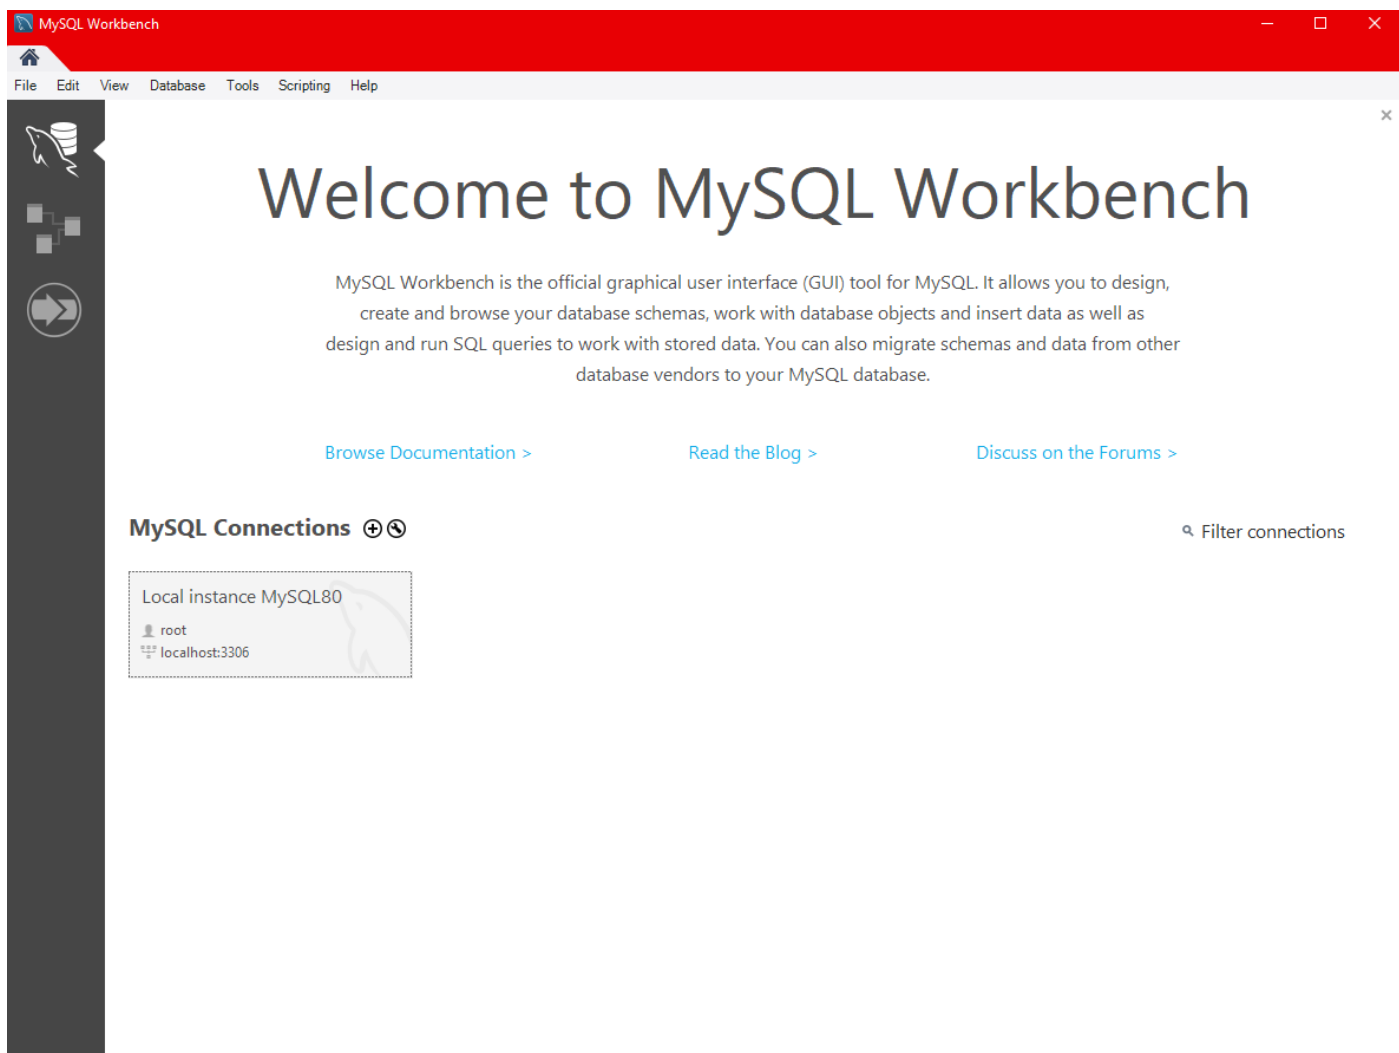 MySQL Workbench
File Edit View Database Tools Scripting Help
Welcome to MySQL Workbench
MySQL Workbench is the official graphical user interface (GUI) tool for MySQL. It allows you to design,
create and browse your database schemas, work with database objects and insert data as well as
design and run SQL queries to work with stored data. You can also migrate schemas and data from other
database vendors to your MySQL database.
Browse Documentation > Read the Blog > Discuss on the Forums >
MySQL Connections Filter connections
Local instance MySQL80
root
localhost:3306